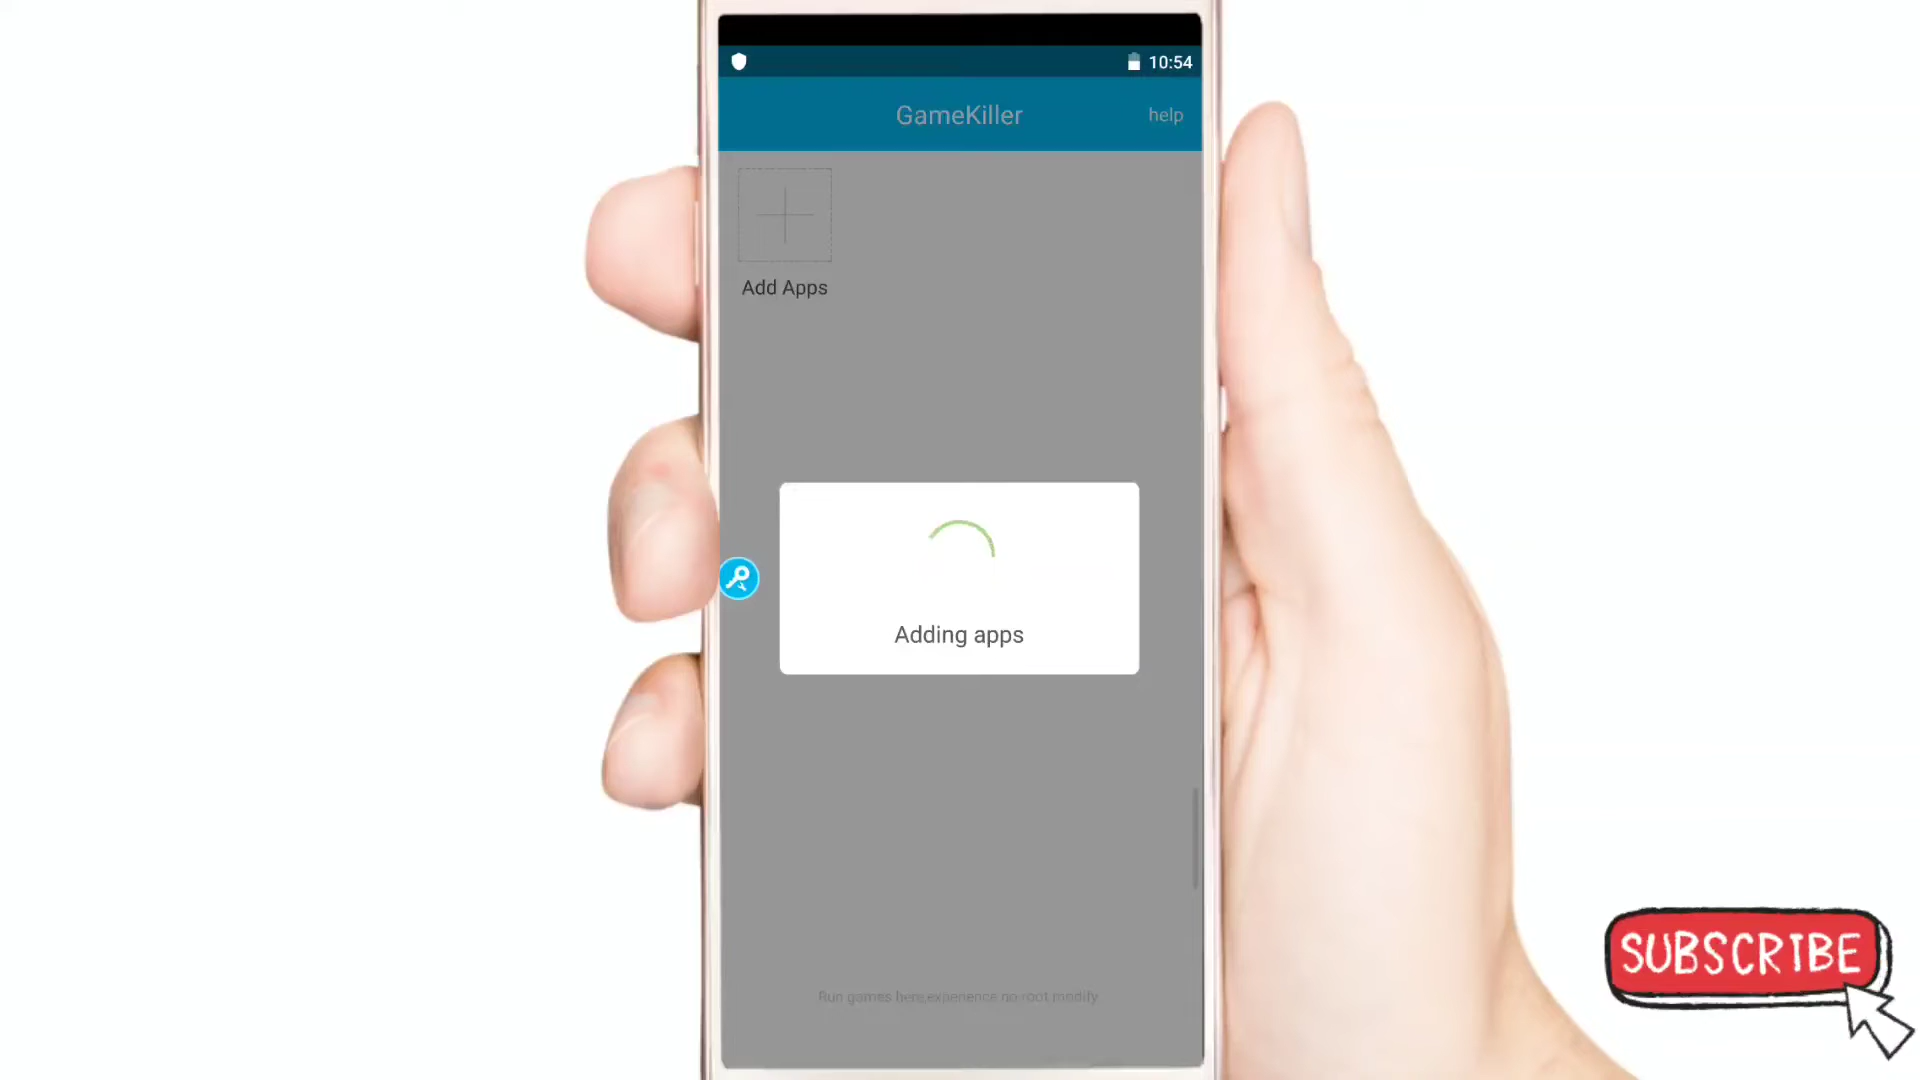 10:54
GameKiller
help
Add Apps
Adding apps
Run games here,experience no root modify
SUBSCRIBE